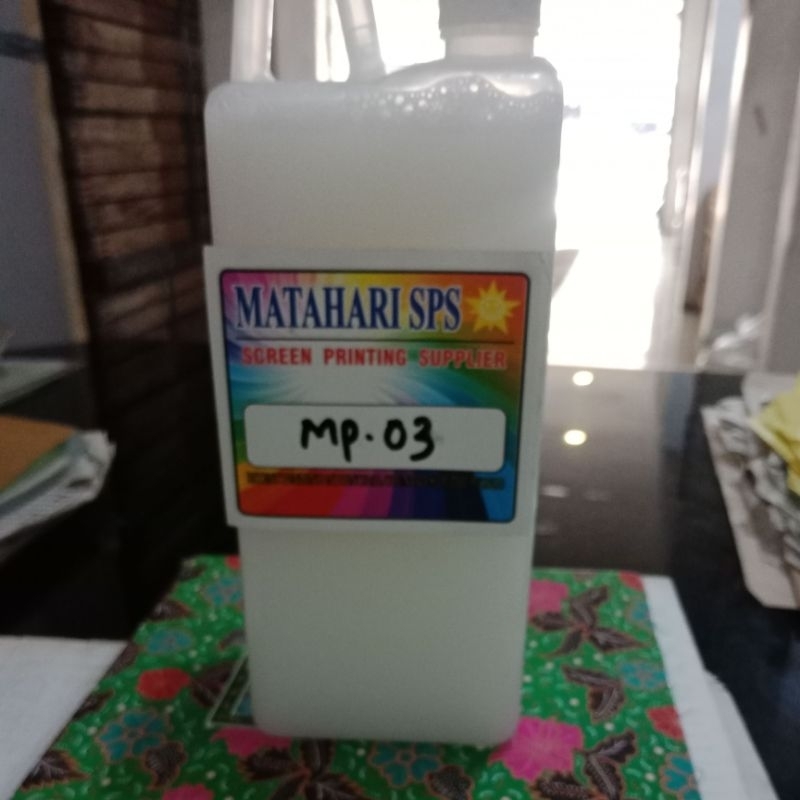 MATAHARI SPS
SCREEN PRINTING SUPPLIER
MP.03